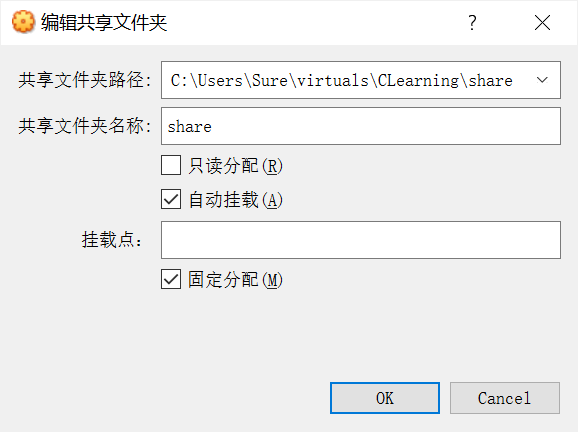 编辑共享文件夹
共享文件夹路径: C:\Users\Sure\virtuals\CLearning\share
共享文件夹名称: share
只读分配(R)
自动挂载(A)
挂载点:
固定分配(M)
OK Cancel